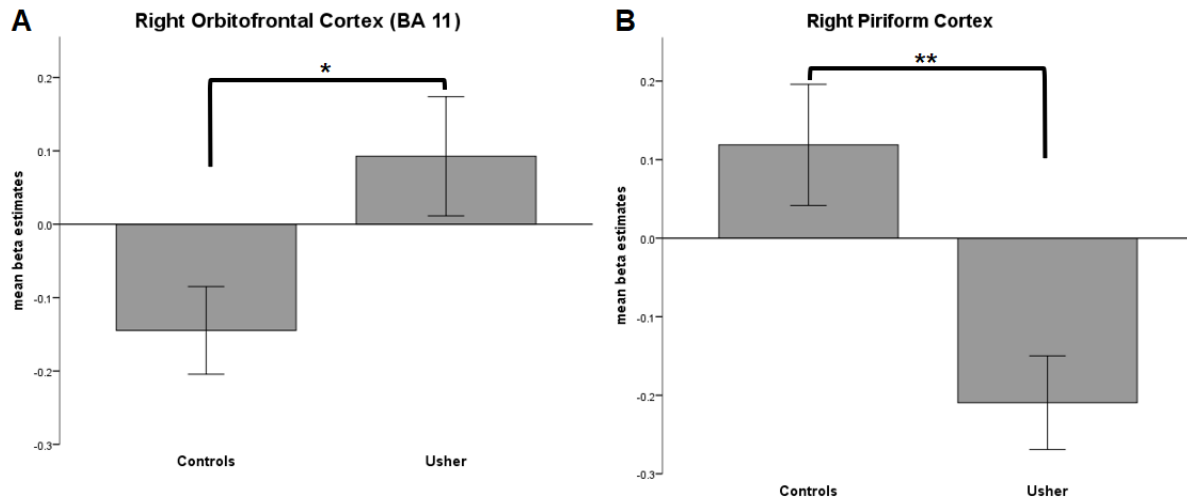 A
Right Orbitofrontal Cortex (BA 11)
*
0.2
0.1
0.0
-0.1
-0.2
-0.3
mean beta estimates
Controls Usher
B
Right Piriform Cortex
**
0.2
0.1
0.0
-0.1
-0.2
-0.3
mean beta estimates
Controls Usher